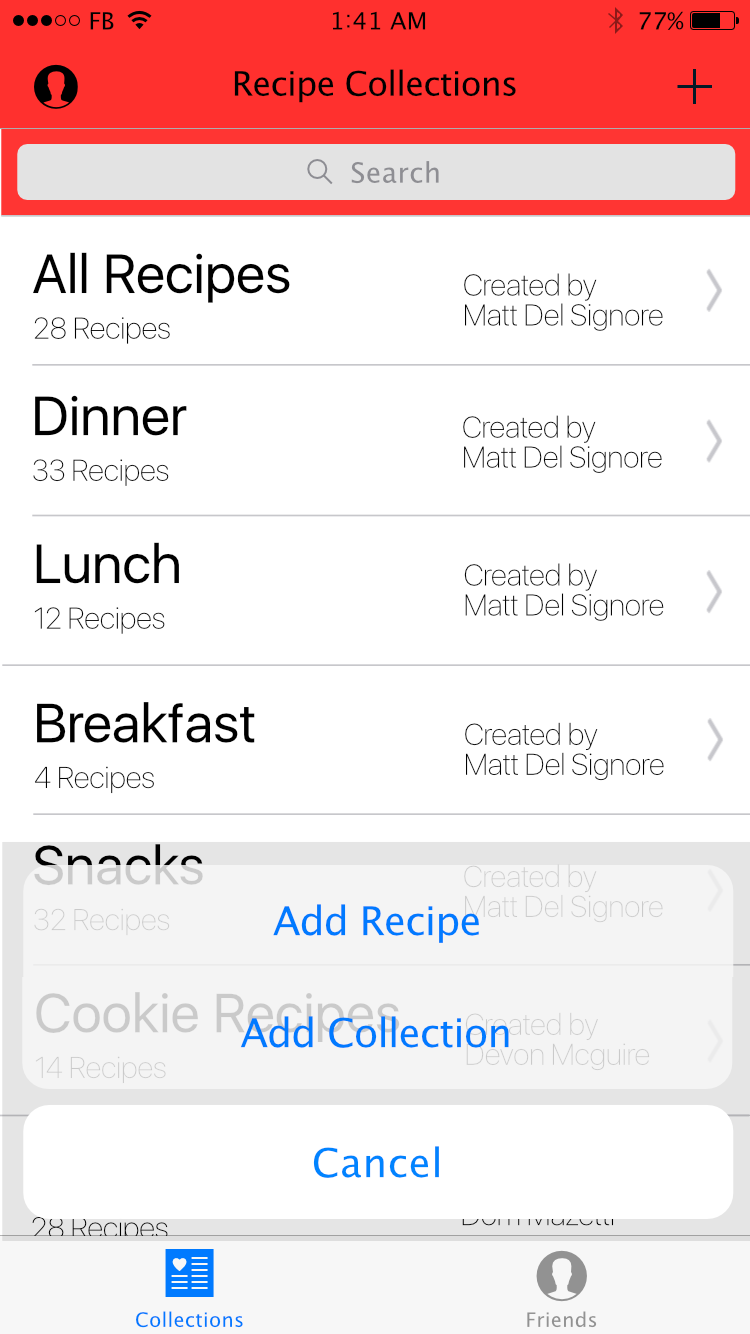 FB 1:41 AM 77%
Recipe Collections
Search
All Recipes
28 Recipes
Created by
Matt Del Signore
Dinner
33 Recipes
Created by
Matt Del Signore
Lunch
12 Recipes
Created by
Matt Del Signore
Breakfast
4 Recipes
Created by
Matt Del Signore
Snacks
32 Recipes
Created by
Matt Del Signore
Add Recipe
Cookie Recipes
14 Recipes
Created by
Devon Mcguire
Add Collection
Cancel
28 Recipes
Collections
Friends